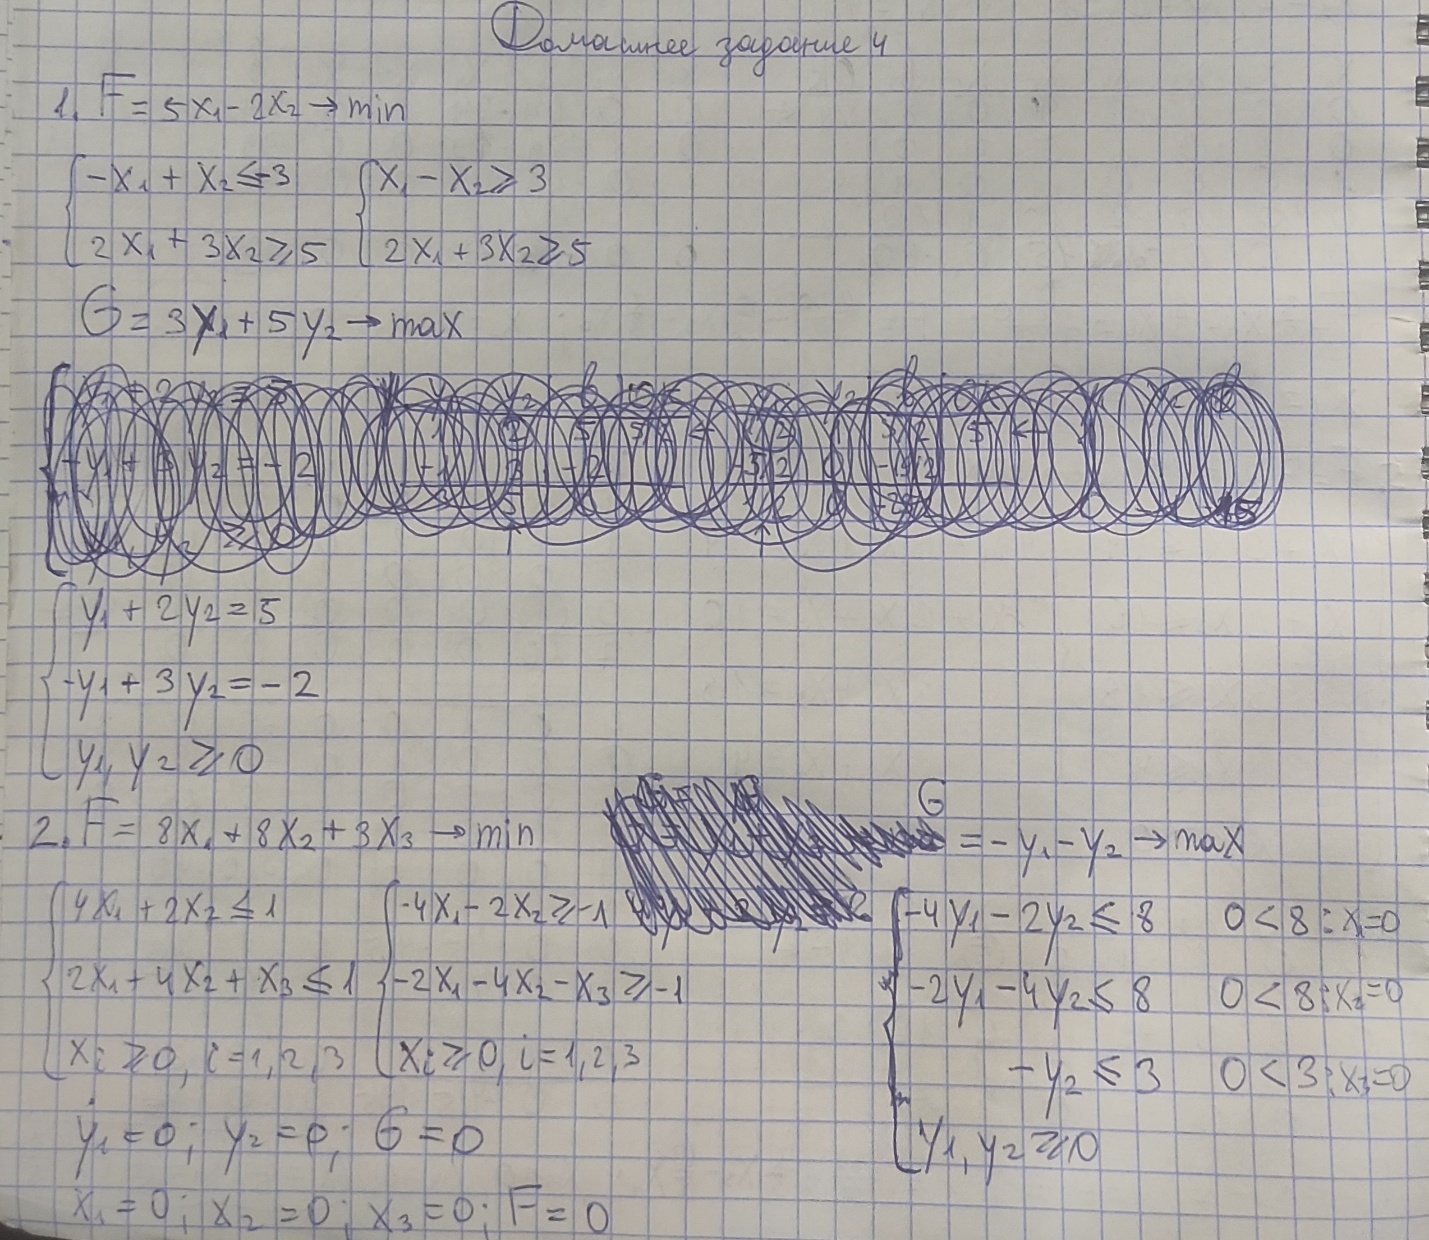 Домашнее задание 4
1. F = 5x₁ - 2x₂ → min
{ -x₁ + x₂ ≤ -3 { x₁ - x₂ ≥ 3
2x₁ + 3x₂ ≥ 5 2x₁ + 3x₂ ≥ 5
G = 3y₁ + 5y₂ → max
{ y₁ + 2y₂ = 5
-y₁ + 3y₂ = -2
y₁, y₂ ≥ 0
2. F = 8x₁ + 8x₂ + 3x₃ → min G = -y₁ - y₂ → max
{ 4x₁ + 2x₂ ≤ 1 { -4x₁ - 2x₂ ≥ -1 { -4y₁ - 2y₂ ≤ 8 0 < 8 : x₁=0
2x₁ + 4x₂ + x₃ ≤ 1 -2x₁ - 4x₂ - x₃ ≥ -1 -2y₁ - 4y₂ ≤ 8 0 < 8 : x₂=0
xᵢ ≥ 0, i = 1, 2, 3 xᵢ ≥ 0, i = 1, 2, 3 -y₂ ≤ 3 0 < 3 : x₃=0
y₁ = 0; y₂ = 0; G = 0 y₁, y₂ ≥ 0
x₁ = 0; x₂ = 0; x₃ = 0; F = 0